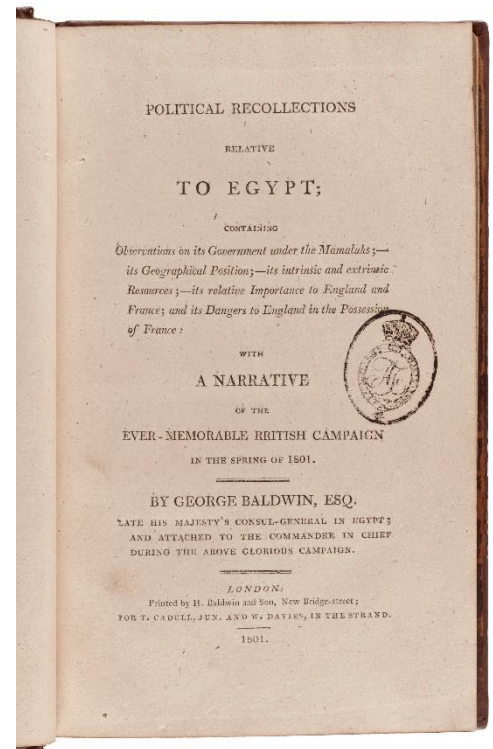 POLITICAL RECOLLECTIONS
RELATIVE
TO EGYPT;
CONTAINING
Observations on its Government under the Mamaluks;—
its Geographical Position;—its intrinsic and extrinsic
Resources;—its relative Importance to England and
France; and its Dangers to England in the Possession
of France:
WITH
A NARRATIVE
OF THE
EVER-MEMORABLE BRITISH CAMPAIGN
IN THE SPRING OF 1801.
BY GEORGE BALDWIN, ESQ.
LATE HIS MAJESTY'S CONSUL-GENERAL IN EGYPT;
AND ATTACHED TO THE COMMANDER IN CHIEF
DURING THE ABOVE GLORIOUS CAMPAIGN.
LONDON:
Printed by H. Baldwin and Son, New Bridge-street;
FOR T. CADELL, JUN. AND W. DAVIES, IN THE STRAND.
1801.